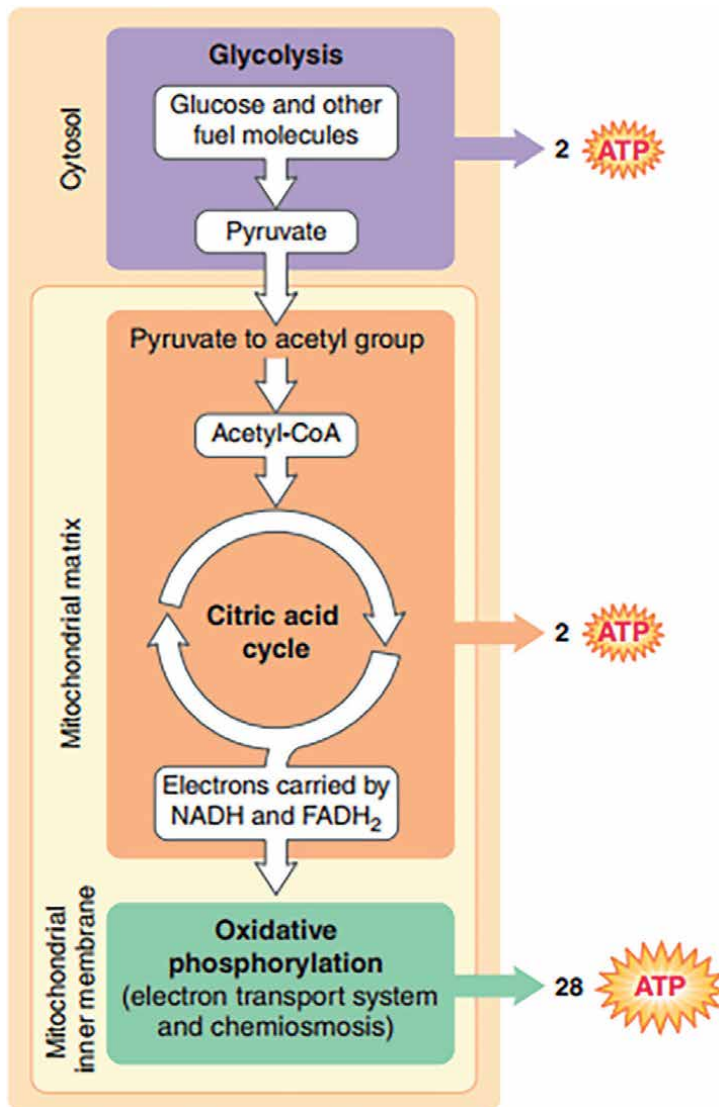 Glycolysis
Glucose and other
fuel molecules
Cytosol
2 ATP
Pyruvate
Pyruvate to acetyl group
Acetyl-CoA
Mitochondrial matrix
Citric acid
cycle
2 ATP
Electrons carried by
NADH and FADH₂
Mitochondrial
inner membrane
Oxidative
phosphorylation
(electron transport system
and chemiosmosis)
28 ATP